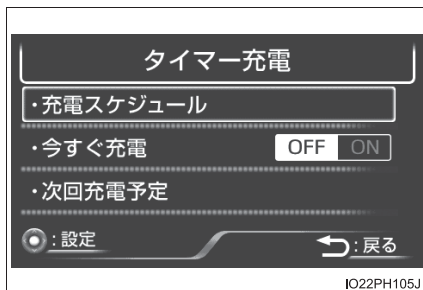 タイマー充電
・充電スケジュール
・今すぐ充電 OFF ON
・次回充電予定
:設定 :戻る
IO22PH105J